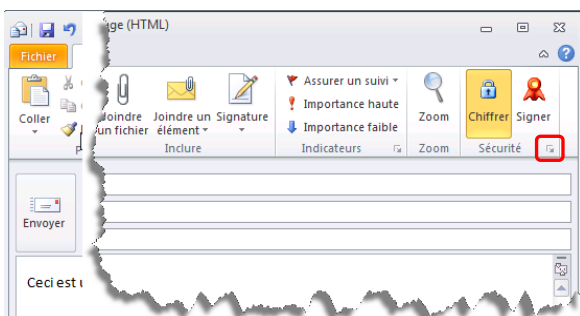 ge (HTML)
Fichier
Assurer un suivi
Importance haute
Importance faible
Coller
Joindre un fichier
Joindre un élément
Signature
Zoom
Chiffrer
Signer
Inclure
Indicateurs
Zoom
Sécurité
Envoyer
Ceci est